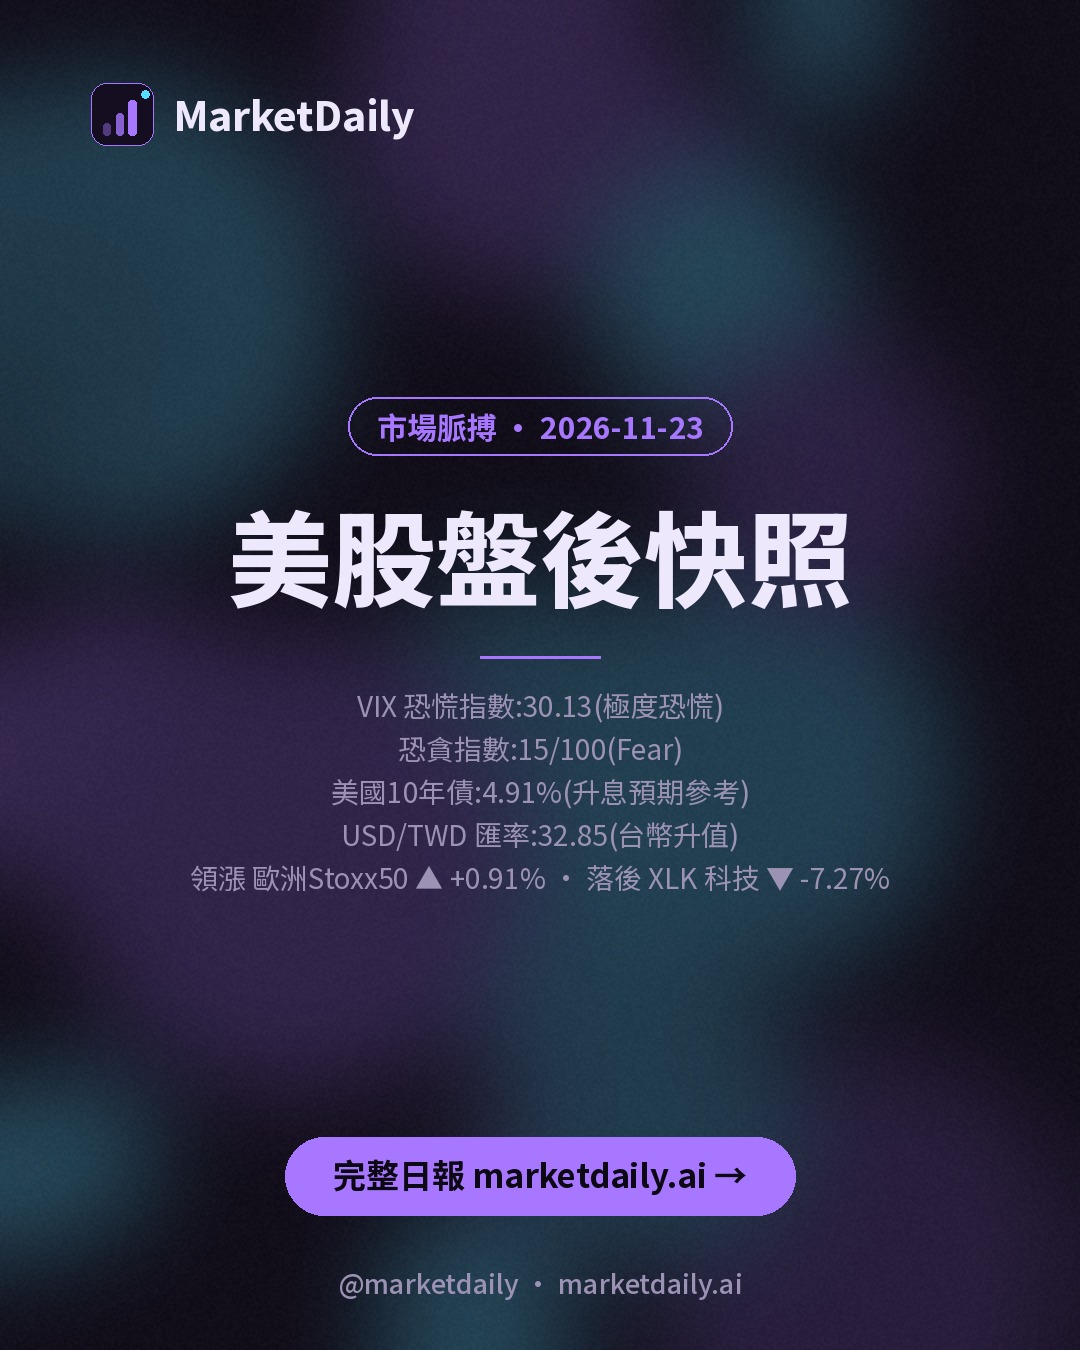 MarketDaily
市場脈搏 • 2026-11-23
美股盤後快照
VIX 恐慌指數:30.13(極度恐慌)
恐貪指數:15/100(Fear)
美國10年債:4.91%(升息預期參考)
USD/TWD 匯率:32.85(台幣升值)
領漲 歐洲Stoxx50 ▲ +0.91% • 落後 XLK 科技 ▼ -7.27%
完整日報 marketdaily.ai →
@marketdaily • marketdaily.ai